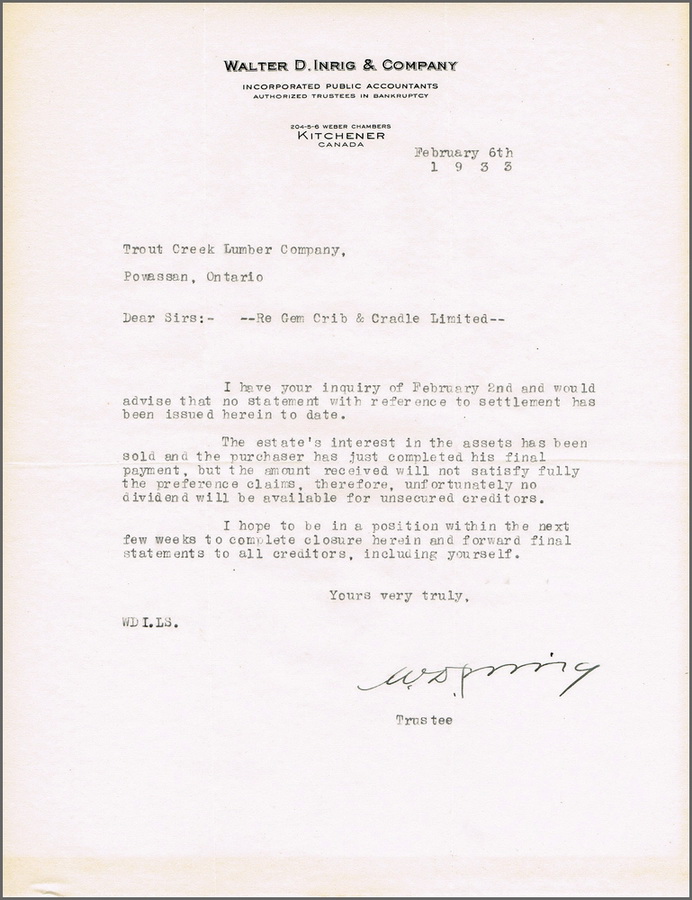 WALTER D. INRIG & COMPANY
INCORPORATED PUBLIC ACCOUNTANTS
AUTHORIZED TRUSTEES IN BANKRUPTCY
204-5-6 WEBER CHAMBERS
KITCHENER
CANADA
February 6th
1 9 3 3
Trout Creek Lumber Company,
Powassan, Ontario
Dear Sirs:- --Re Gem Crib & Cradle Limited--
I have your inquiry of February 2nd and would
advise that no statement with reference to settlement has
been issued herein to date.
The estate's interest in the assets has been
sold and the purchaser has just completed his final
payment, but the amount received will not satisfy fully
the preference claims, therefore, unfortunately no
dividend will be available for unsecured creditors.
I hope to be in a position within the next
few weeks to complete closure herein and forward final
statements to all creditors, including yourself.
Yours very truly,
WDI.LS.
W.D. Inrig
Trustee